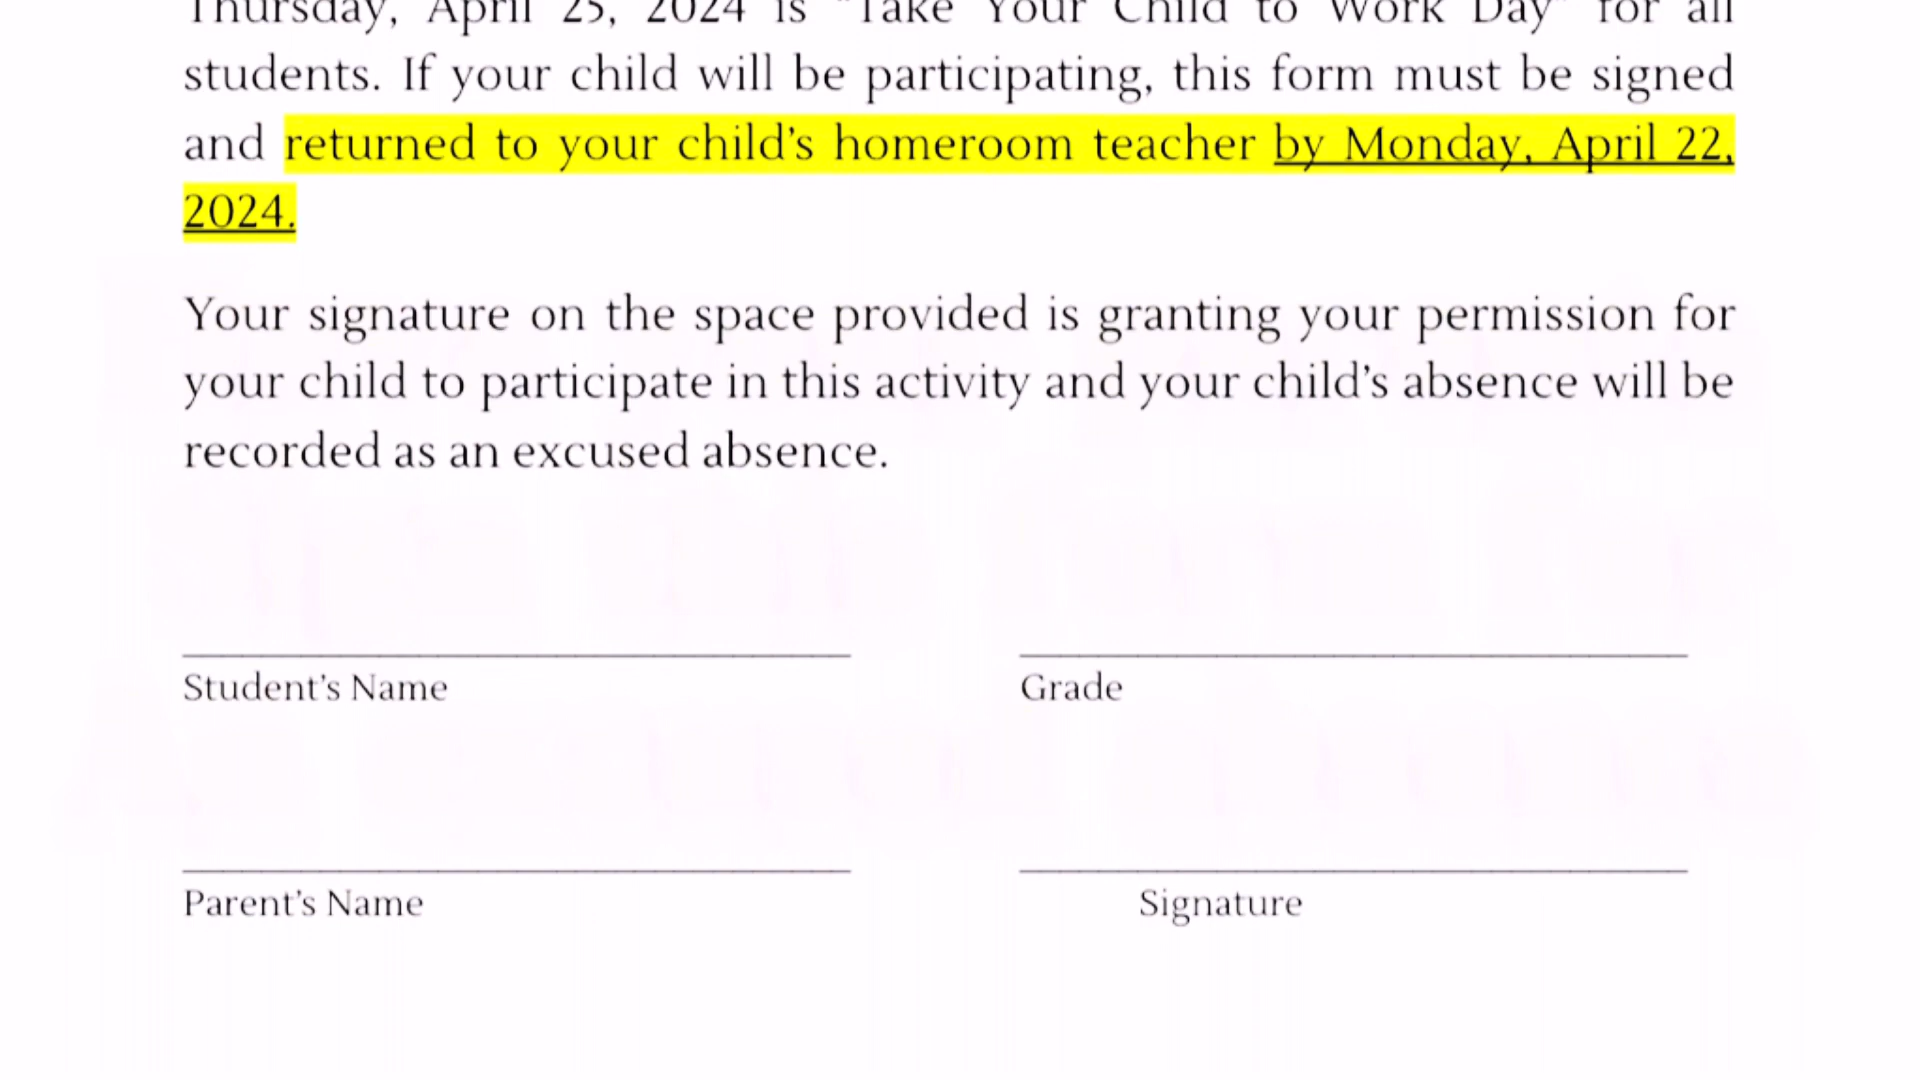 Thursday, April 25, 2024 is "Take Your Child to Work Day" for all
students. If your child will be participating, this form must be signed
and returned to your child's homeroom teacher by Monday, April 22,
2024.
Your signature on the space provided is granting your permission for
your child to participate in this activity and your child's absence will be
recorded as an excused absence.
Student's Name Grade
Parent's Name Signature